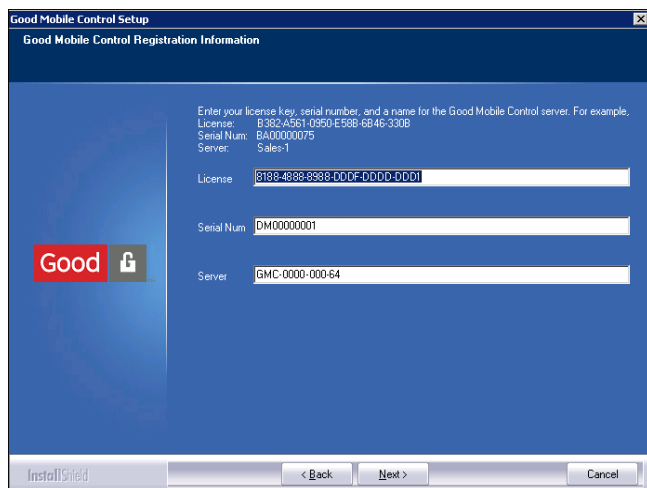 Good Mobile Control Setup
Good Mobile Control Registration Information
Enter your license key, serial number, and a name for the Good Mobile Control server. For example,
License: B382-A561-0950-E58B-6B46-330B
Serial Num: BA00000075
Server: Sales-1
License 8188-4888-8988-DDDF-DDDD-DDD1
Serial Num DM00000001
Good
Server GMC-0000-000-64
InstallShield
< Back Next > Cancel